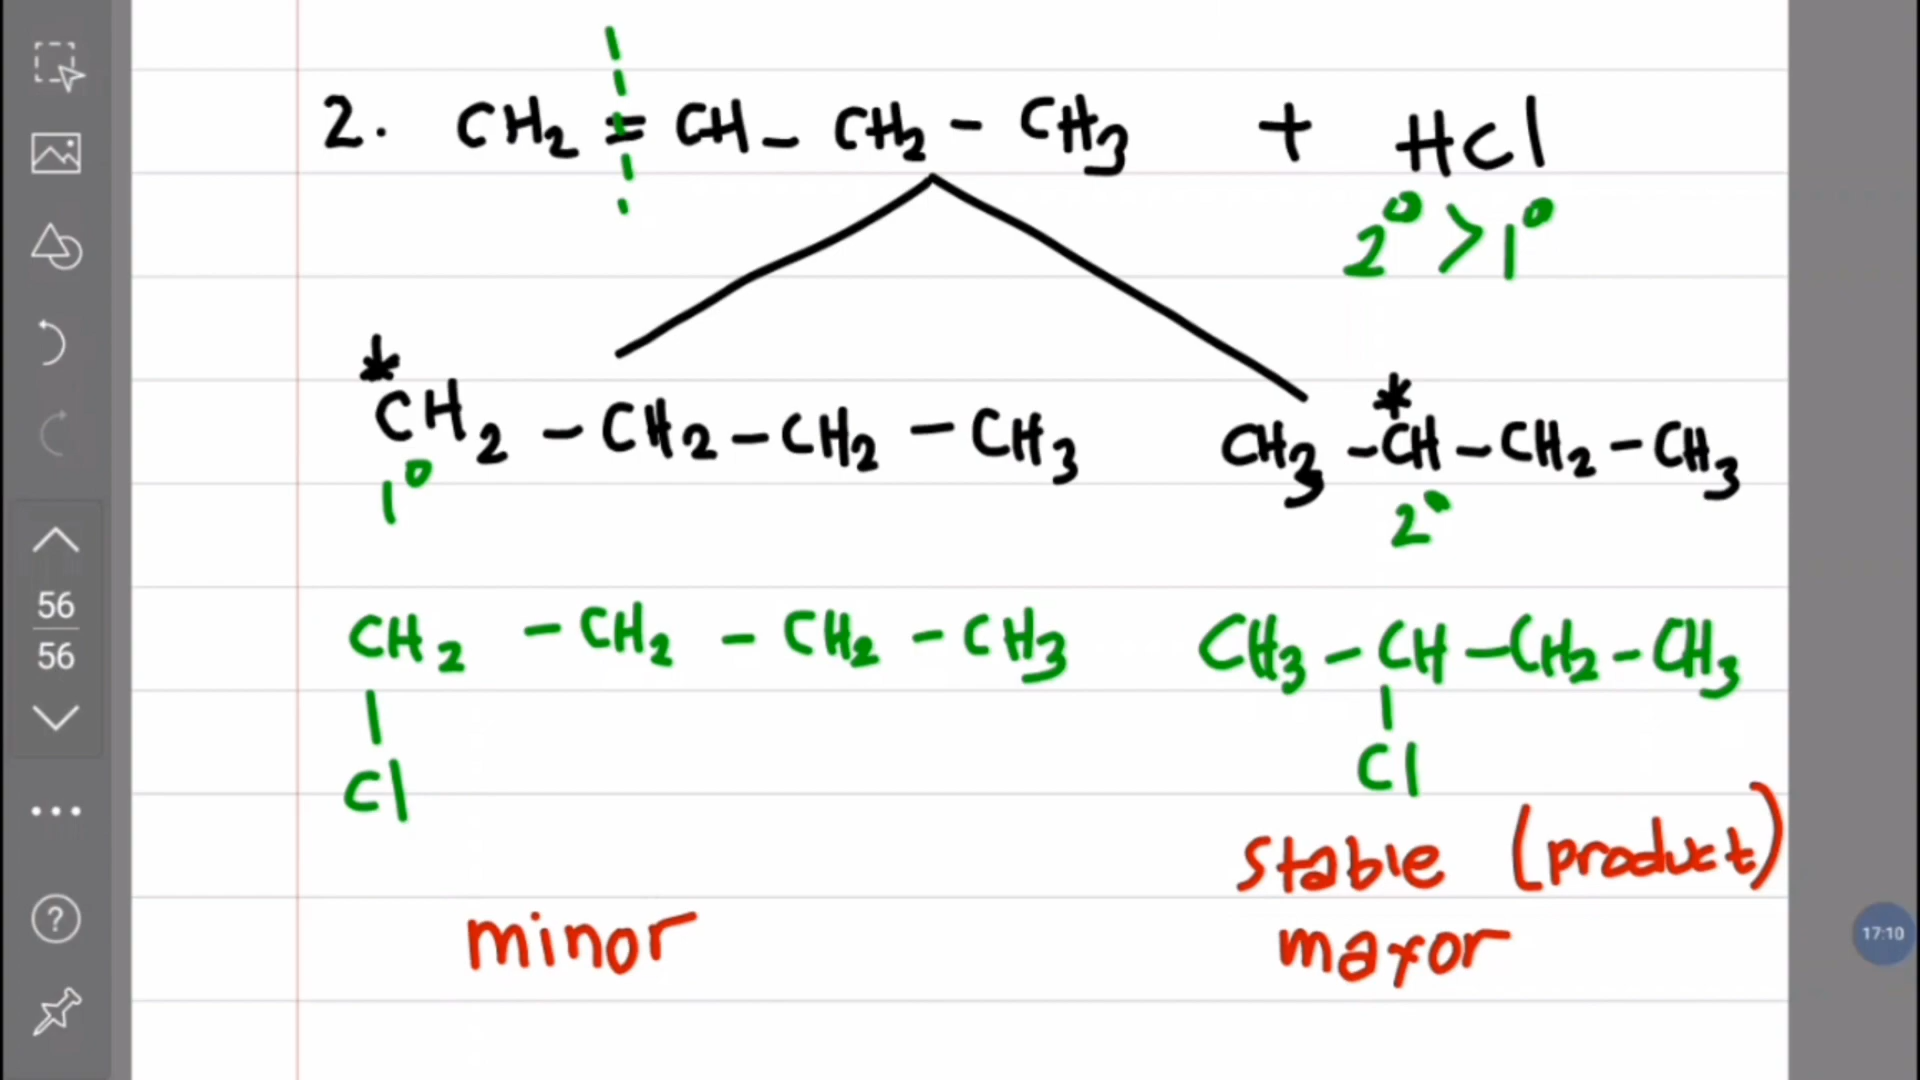 2. CH₂ = CH - CH₂ - CH₃ + HCl
2° > 1°
* *
CH₂ - CH₂ - CH₂ - CH₃ CH₃ - CH - CH₂ - CH₃
1° 2°
CH₂ - CH₂ - CH₂ - CH₃ CH₃ - CH - CH₂ - CH₃
| |
Cl Cl
stable (product)
minor major
56
56
17:10